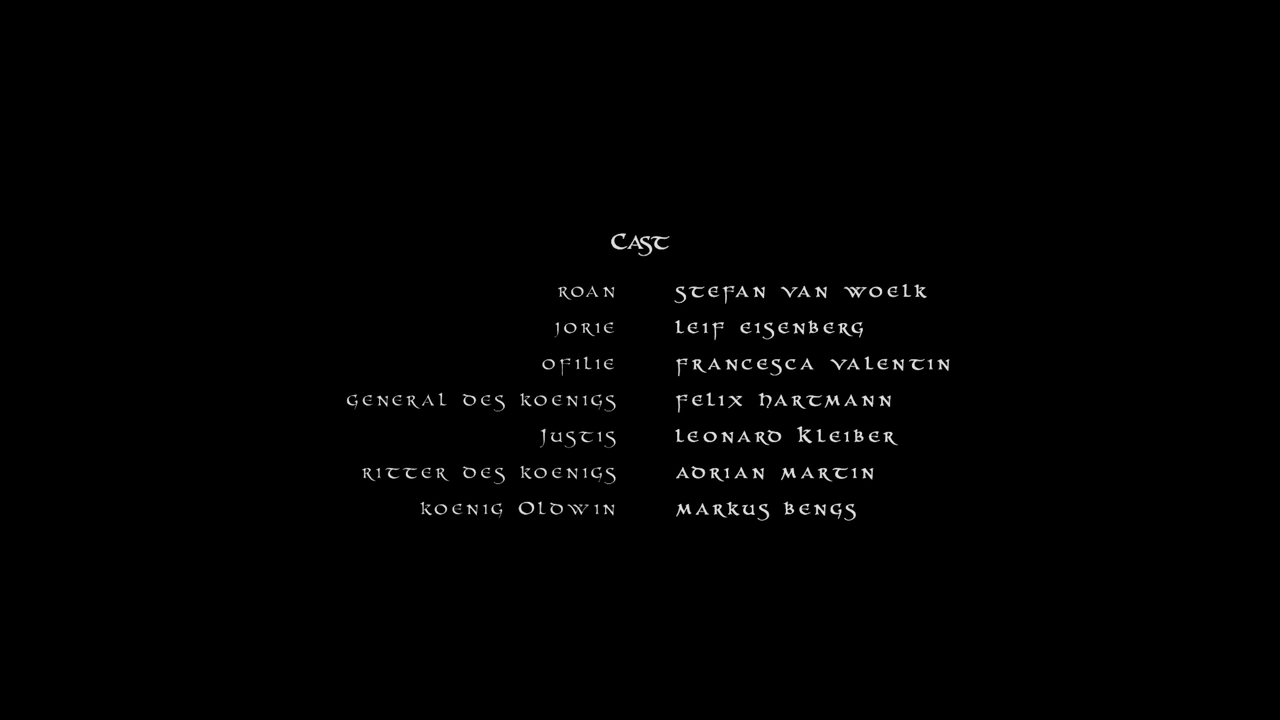 Cast
ROAN STEFAN VAN WOELK
JORIE LEIF EISENBERG
OFILIE FRANCESCA VALENTIN
GENERAL DES KOENIGS FELIX HARTMANN
JUSTIS LEONARD KLEIBER
RITTER DES KOENIGS ADRIAN MARTIN
KOENIG OLDWIN MARKUS BENGS